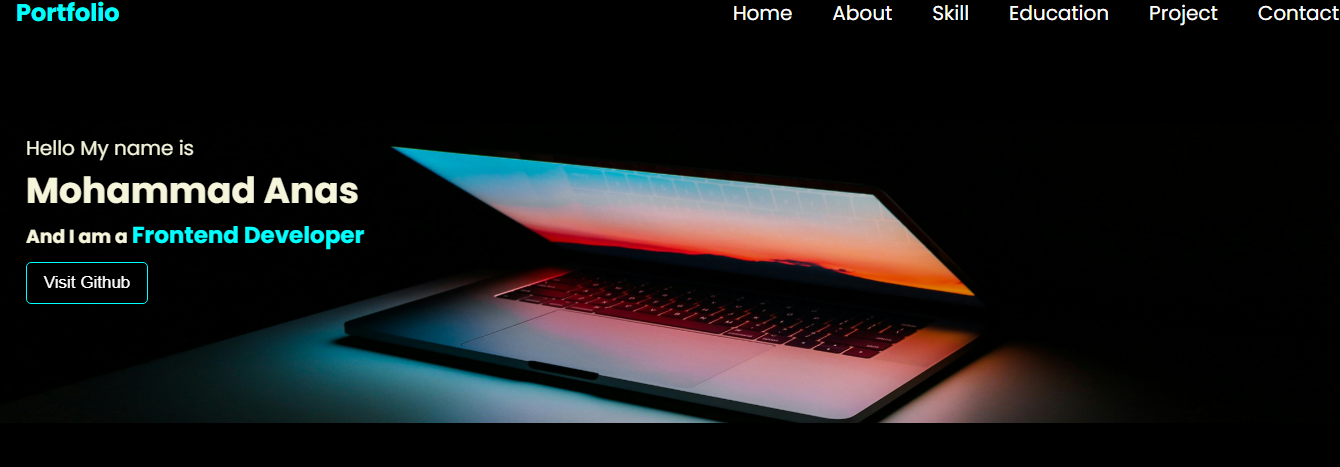 Portfolio Home About Skill Education Project Contact
Hello My name is
Mohammad Anas
And I am a Frontend Developer
Visit Github